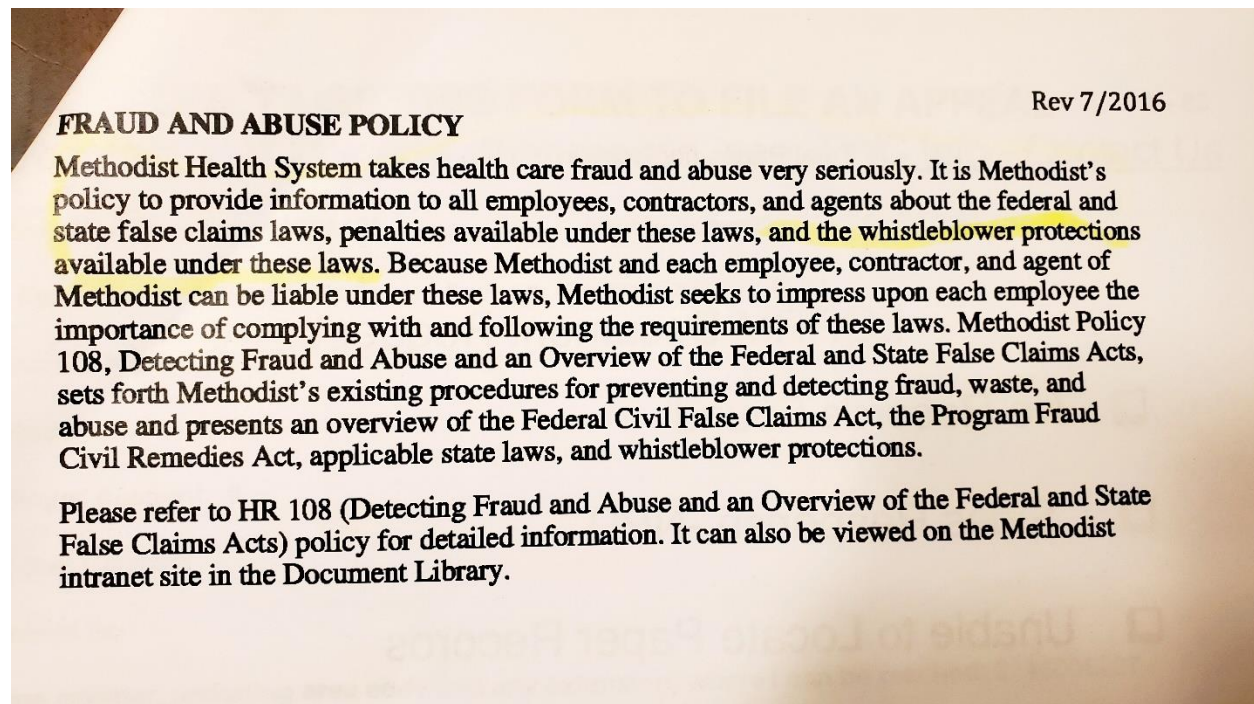 Rev 7/2016
FRAUD AND ABUSE POLICY
Methodist Health System takes health care fraud and abuse very seriously. It is Methodist's
policy to provide information to all employees, contractors, and agents about the federal and
state false claims laws, penalties available under these laws, and the whistleblower protections
available under these laws. Because Methodist and each employee, contractor, and agent of
Methodist can be liable under these laws, Methodist seeks to impress upon each employee the
importance of complying with and following the requirements of these laws. Methodist Policy
108, Detecting Fraud and Abuse and an Overview of the Federal and State False Claims Acts,
sets forth Methodist's existing procedures for preventing and detecting fraud, waste, and
abuse and presents an overview of the Federal Civil False Claims Act, the Program Fraud
Civil Remedies Act, applicable state laws, and whistleblower protections.
Please refer to HR 108 (Detecting Fraud and Abuse and an Overview of the Federal and State
False Claims Acts) policy for detailed information. It can also be viewed on the Methodist
intranet site in the Document Library.
Unable to Locate Paper Records